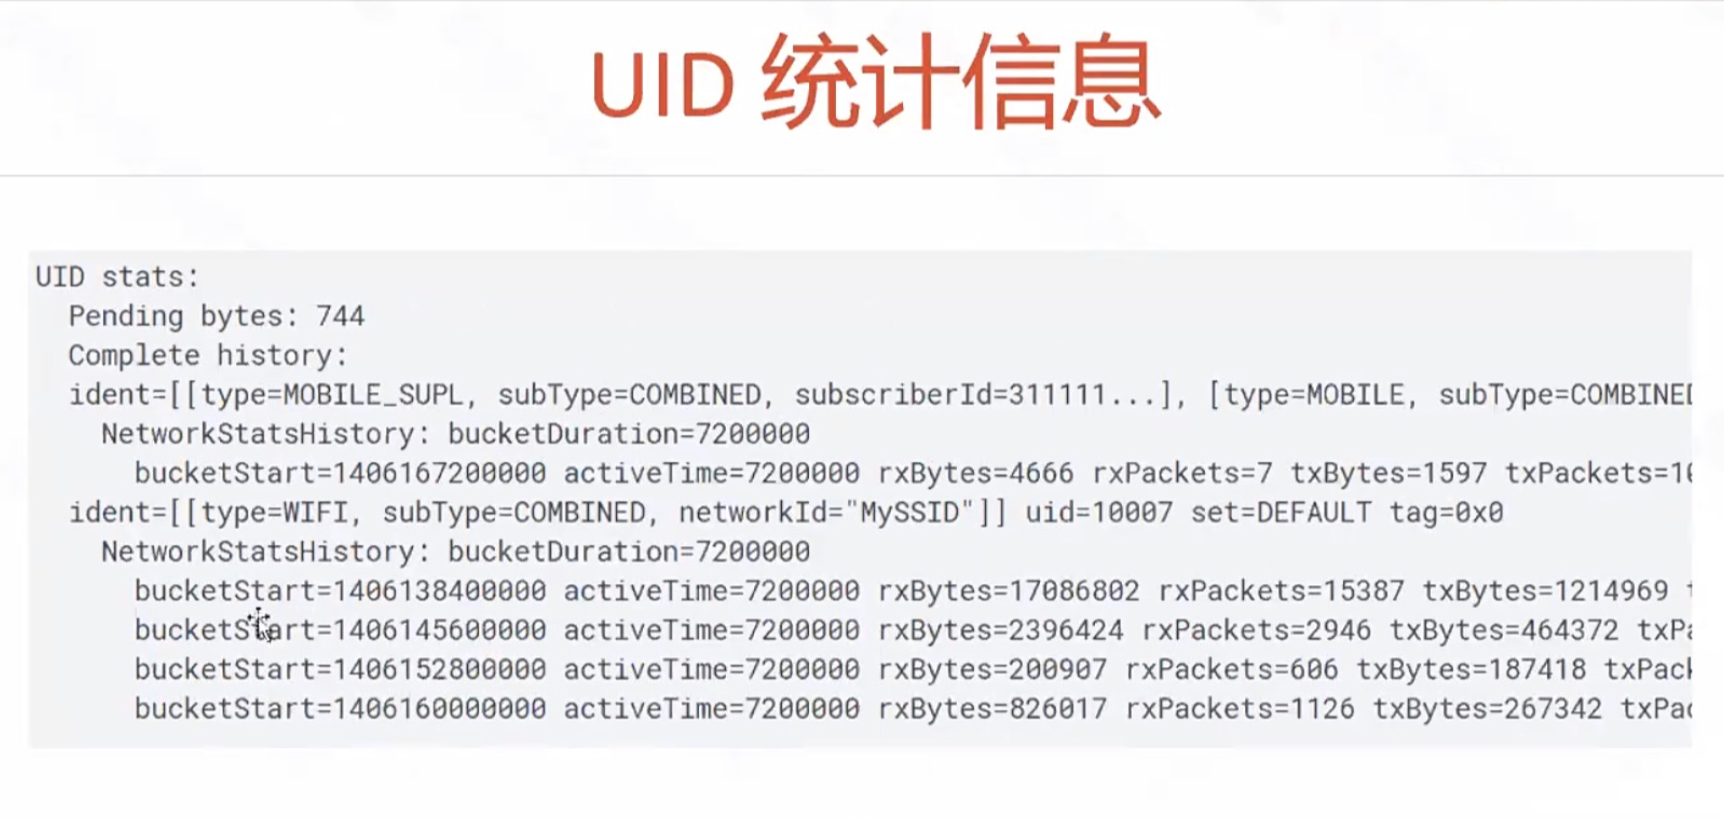 UID 统计信息
UID stats:
Pending bytes: 744
Complete history:
ident=[[type=MOBILE_SUPL, subType=COMBINED, subscriberId=311111...], [type=MOBILE, subType=COMBINED
NetworkStatsHistory: bucketDuration=7200000
bucketStart=1406167200000 activeTime=7200000 rxBytes=4666 rxPackets=7 txBytes=1597 txPackets=10
ident=[[type=WIFI, subType=COMBINED, networkId="MySSID"]] uid=10007 set=DEFAULT tag=0x0
NetworkStatsHistory: bucketDuration=7200000
bucketStart=1406138400000 activeTime=7200000 rxBytes=17086802 rxPackets=15387 txBytes=1214969
bucketStart=1406145600000 activeTime=7200000 rxBytes=2396424 rxPackets=2946 txBytes=464372 txPa
bucketStart=1406152800000 activeTime=7200000 rxBytes=200907 rxPackets=606 txBytes=187418 txPack
bucketStart=1406160000000 activeTime=7200000 rxBytes=826017 rxPackets=1126 txBytes=267342 txPac